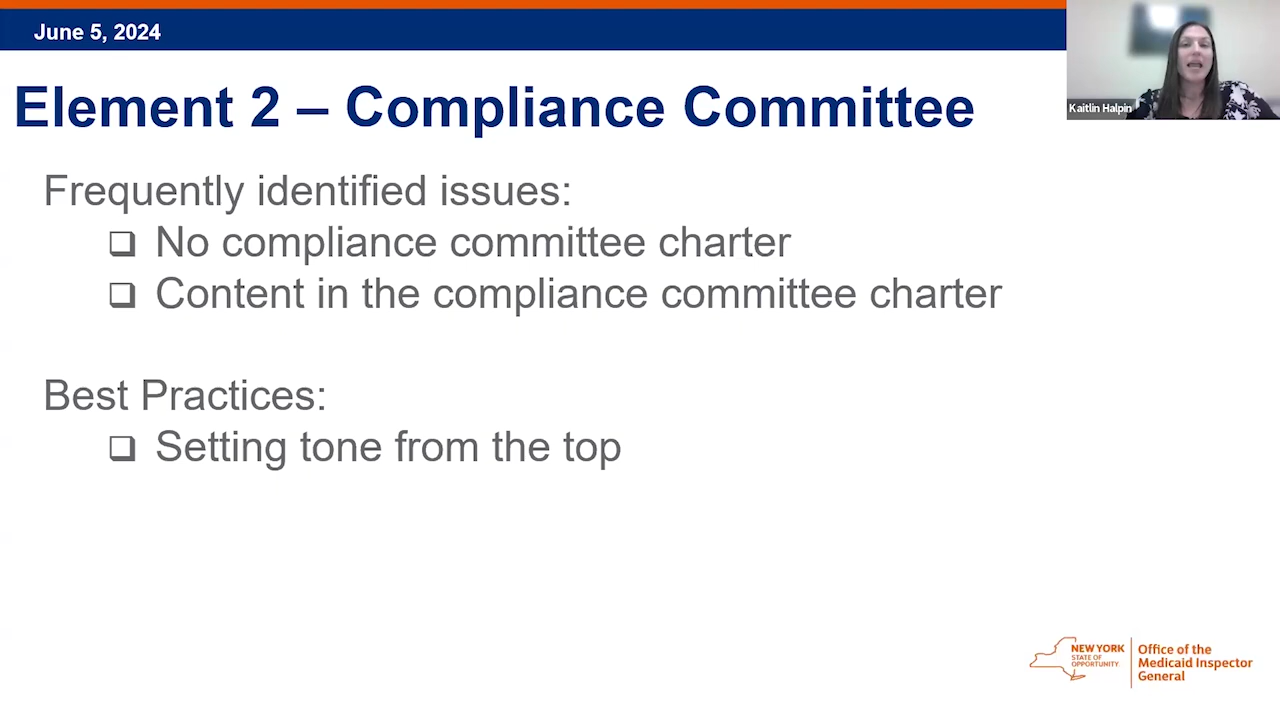 June 5, 2024
Kaitlin Halpin
Element 2 – Compliance Committee
Frequently identified issues:
❑ No compliance committee charter
❑ Content in the compliance committee charter
Best Practices:
❑ Setting tone from the top
NEW YORK
STATE OF
OPPORTUNITY.
Office of the
Medicaid Inspector
General